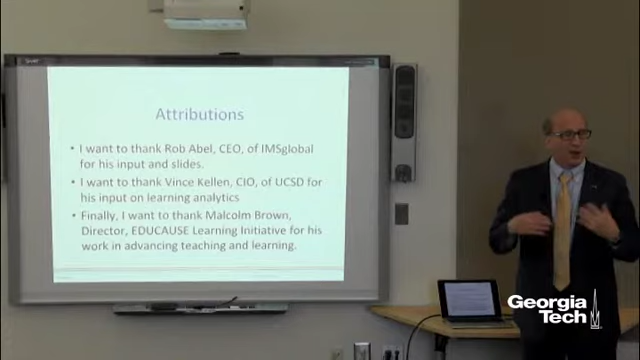 Attributions
• I want to thank Rob Abel, CEO, of IMSglobal
for his input and slides.
• I want to thank Vince Kellen, CIO, of UCSD for
his input on learning analytics
• Finally, I want to thank Malcolm Brown,
Director, EDUCAUSE Learning Initiative for his
work in advancing teaching and learning.
Georgia
Tech